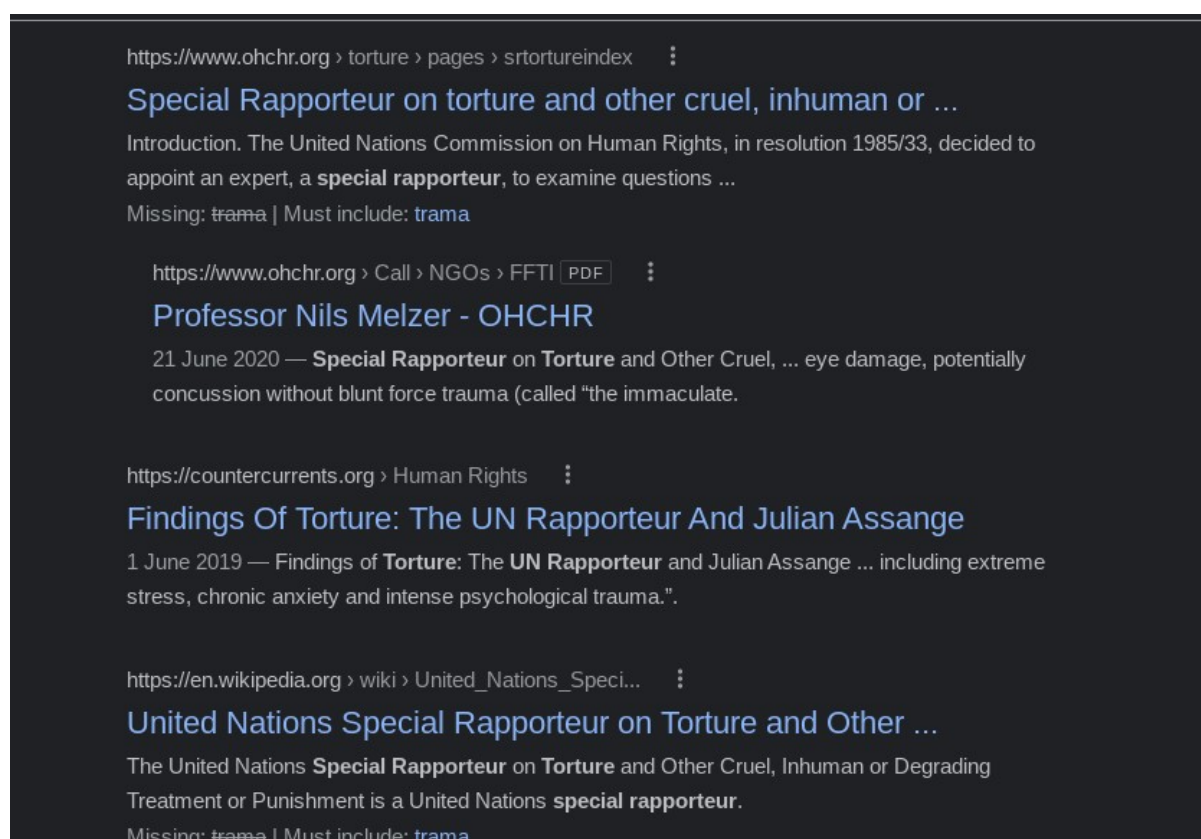 https://www.ohchr.org › torture › pages › srtortureindex
Special Rapporteur on torture and other cruel, inhuman or ...
Introduction. The United Nations Commission on Human Rights, in resolution 1985/33, decided to
appoint an expert, a special rapporteur, to examine questions ...
Missing: trama | Must include: trama
https://www.ohchr.org › Call › NGOs › FFTI PDF
Professor Nils Melzer - OHCHR
21 June 2020 — Special Rapporteur on Torture and Other Cruel, ... eye damage, potentially
concussion without blunt force trauma (called “the immaculate.
https://countercurrents.org › Human Rights
Findings Of Torture: The UN Rapporteur And Julian Assange
1 June 2019 — Findings of Torture: The UN Rapporteur and Julian Assange ... including extreme
stress, chronic anxiety and intense psychological trauma.”.
https://en.wikipedia.org › wiki › United_Nations_Speci...
United Nations Special Rapporteur on Torture and Other ...
The United Nations Special Rapporteur on Torture and Other Cruel, Inhuman or Degrading
Treatment or Punishment is a United Nations special rapporteur.
Missing: trama | Must include: trama